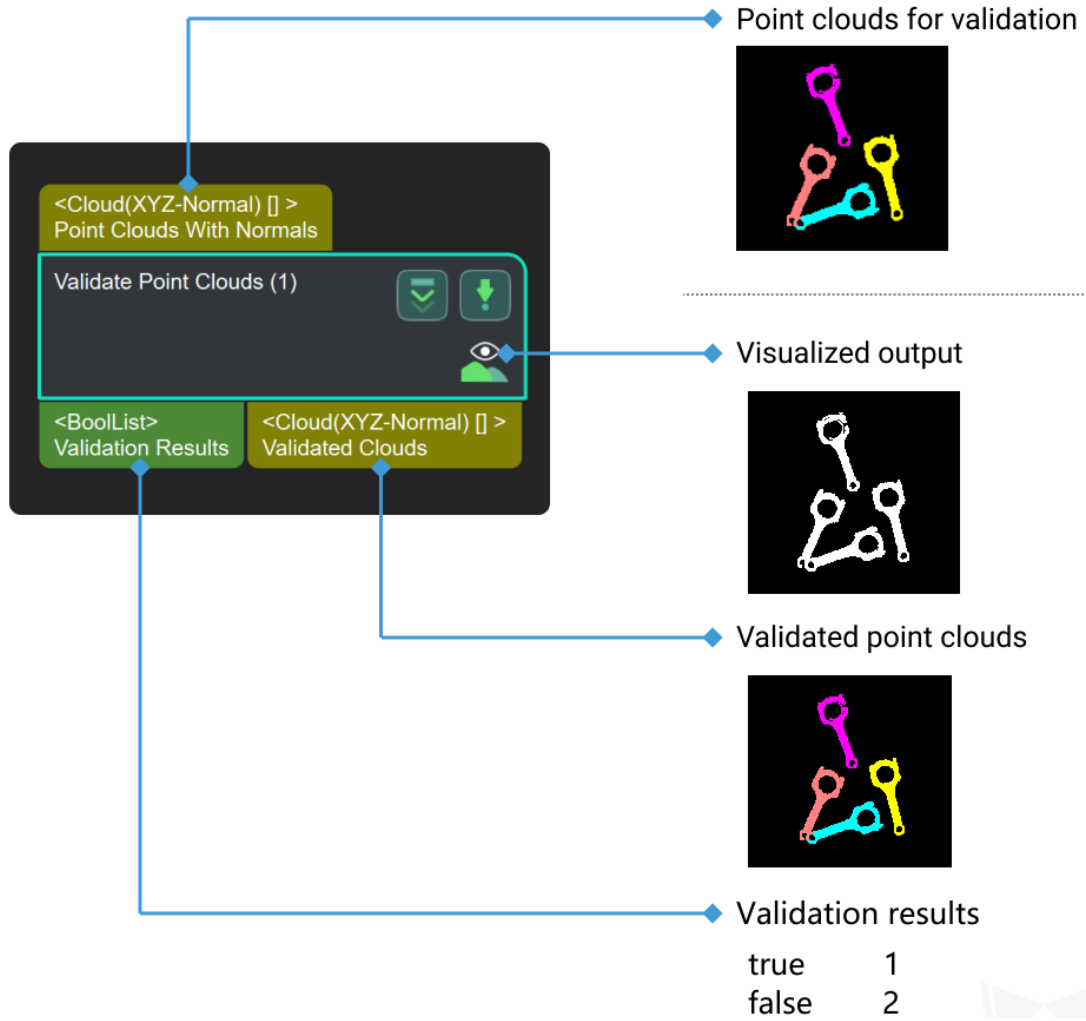 Point clouds for validation
<Cloud(XYZ-Normal) [] >
Point Clouds With Normals
Validate Point Clouds (1)
Visualized output
<BoolList>
Validation Results
<Cloud(XYZ-Normal) [] >
Validated Clouds
Validated point clouds
Validation results
true 1
false 2